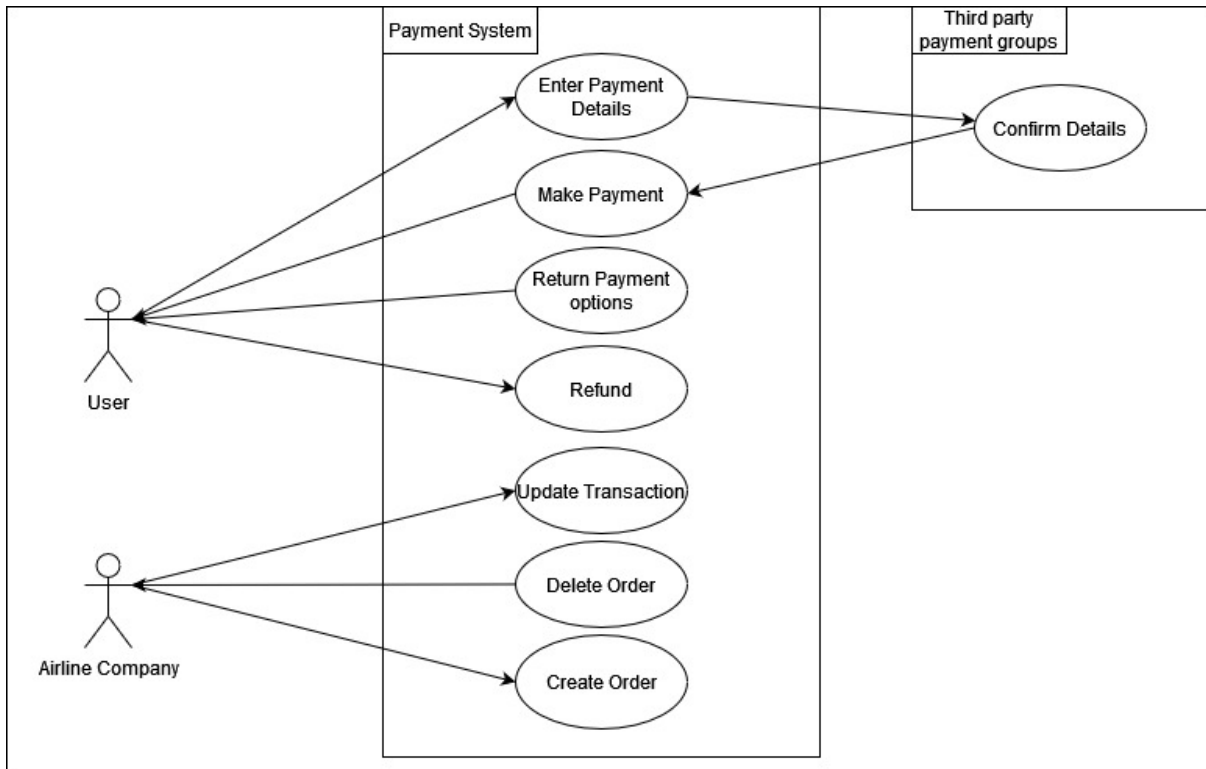 Payment System
Third party
payment groups
Enter Payment
Details
Confirm Details
Make Payment
Return Payment
options
Refund
User
Update Transaction
Delete Order
Airline Company
Create Order